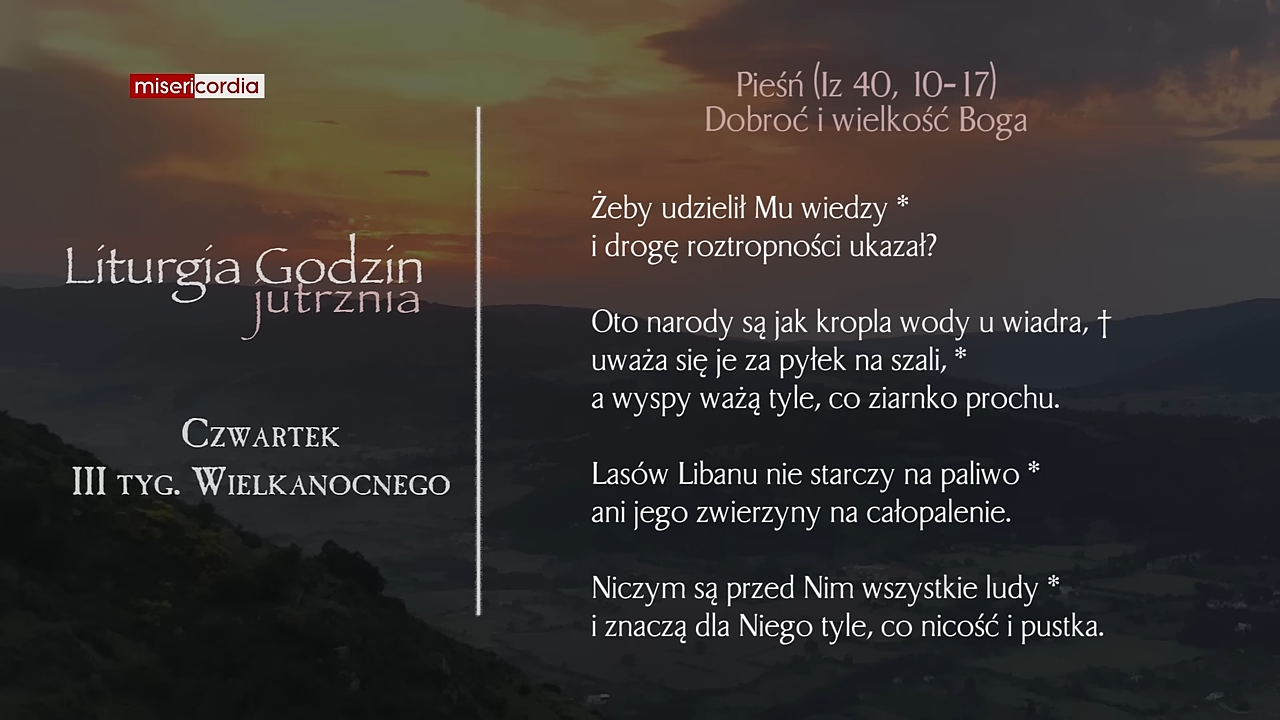 misericordia
Liturgia Godzin
jutrznia
Czwartek
III tyg. Wielkanocnego
Pieśń (Iz 40, 10-17)
Dobroć i wielkość Boga
Żeby udzielił Mu wiedzy *
i drogę roztropności ukazał?
Oto narody są jak kropla wody u wiadra, †
uważa się je za pyłek na szali, *
a wyspy ważą tyle, co ziarnko prochu.
Lasów Libanu nie starczy na paliwo *
ani jego zwierzyny na całopalenie.
Niczym są przed Nim wszystkie ludy *
i znaczą dla Niego tyle, co nicość i pustka.